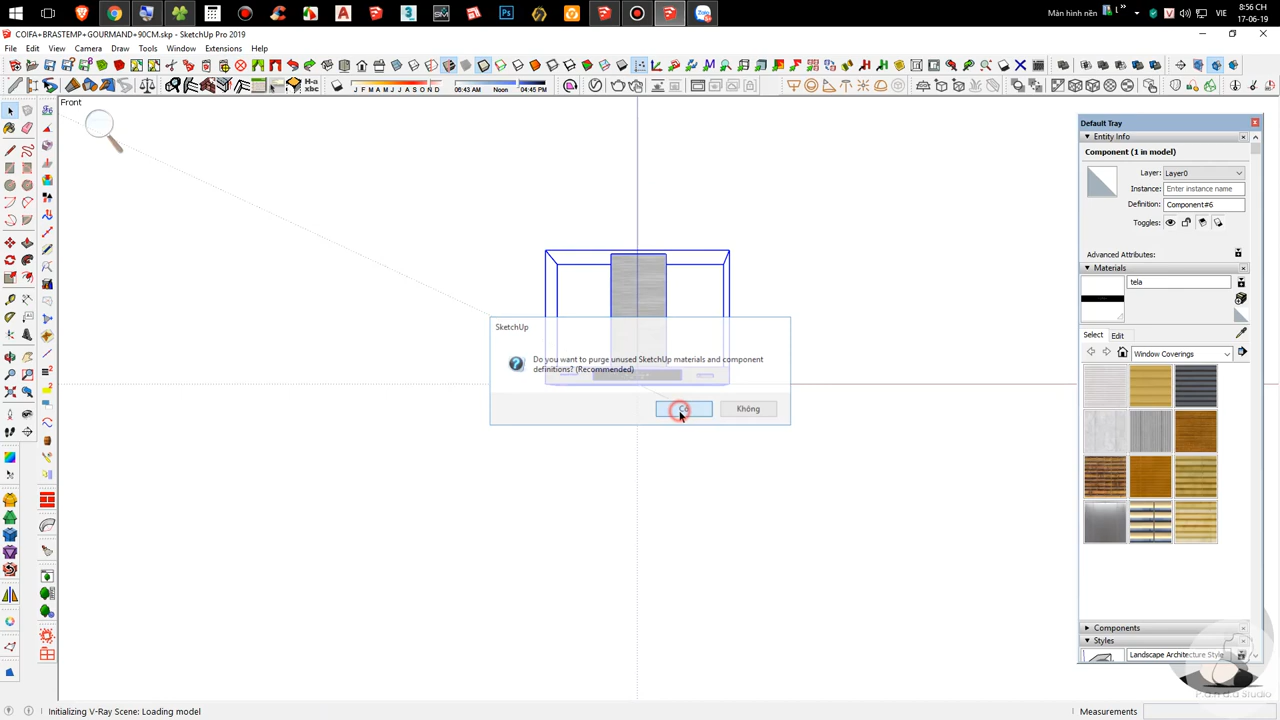 Màn hình nền
VIE
8:56 CH
17-06-19
COIFA+BRASTEMP+GOURMAND+90CM.skp - SketchUp Pro 2019
File Edit View Camera Draw Tools Window Extensions Help
J F M A M J J A S O N D
06:43 AM Noon 04:45 PM
Front
Default Tray
Entity Info
Component (1 in model)
Layer: Layer0
Instance: Enter instance name
Definition: Component#6
Toggles:
Advanced Attributes:
Materials
tela
Select Edit
Window Coverings
SketchUp
Do you want to purge unused SketchUp materials and component
definitions? (Recommended)
Có Không
Components
Styles
Landscape Architecture Style
Initializing V-Ray Scene: Loading model
Measurements